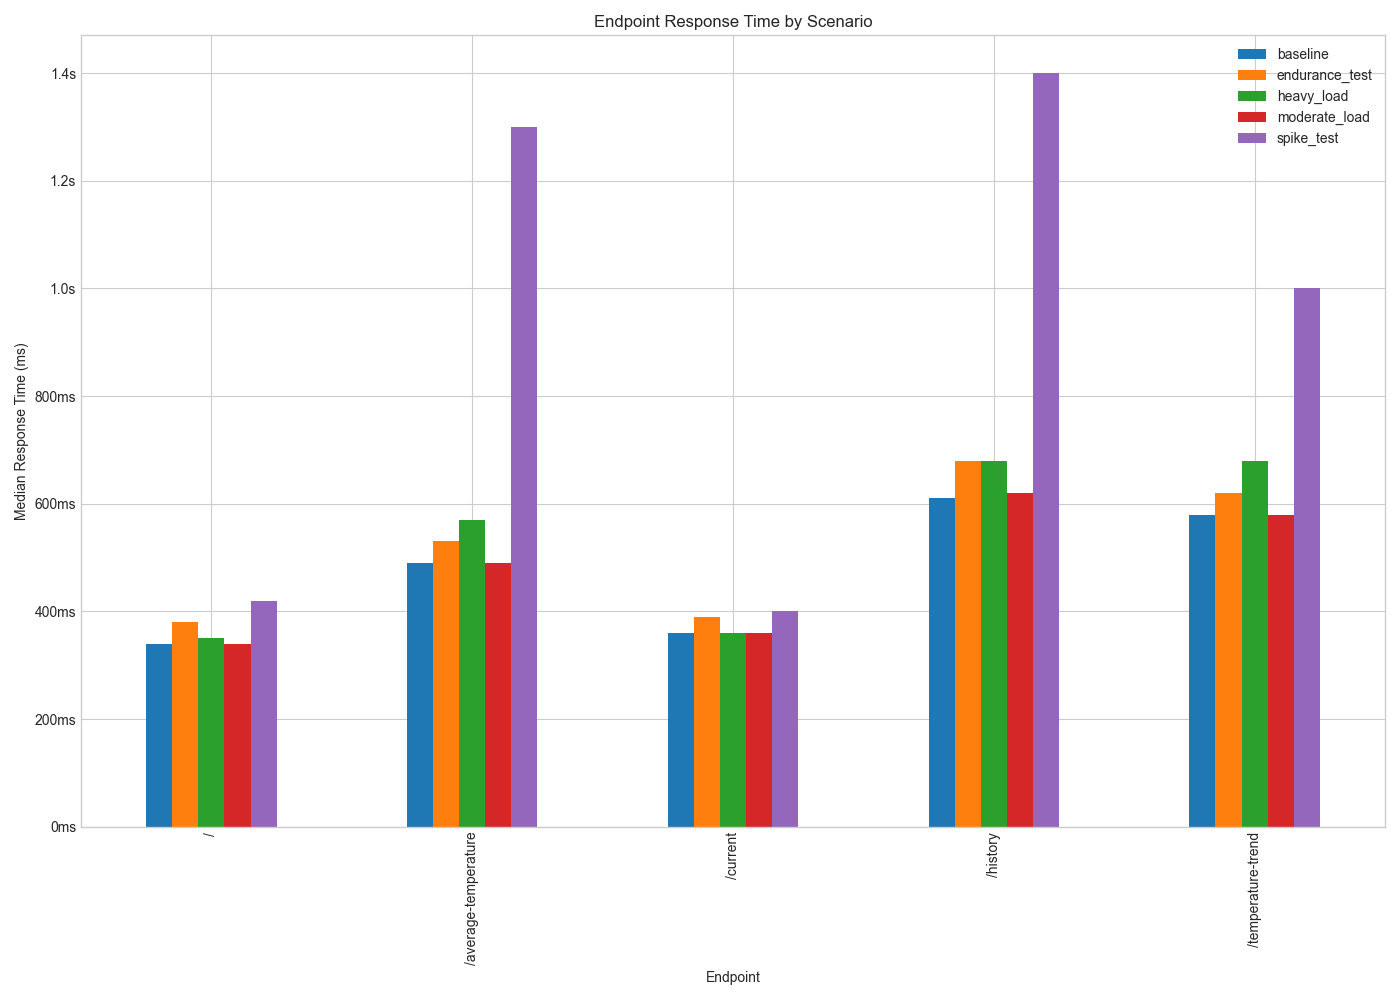 Endpoint Response Time by Scenario
baseline
endurance_test
heavy_load
moderate_load
spike_test
1.4s
1.2s
1.0s
800ms
600ms
400ms
200ms
0ms
Median Response Time (ms)
/
/average-temperature
/current
/history
/temperature-trend
Endpoint